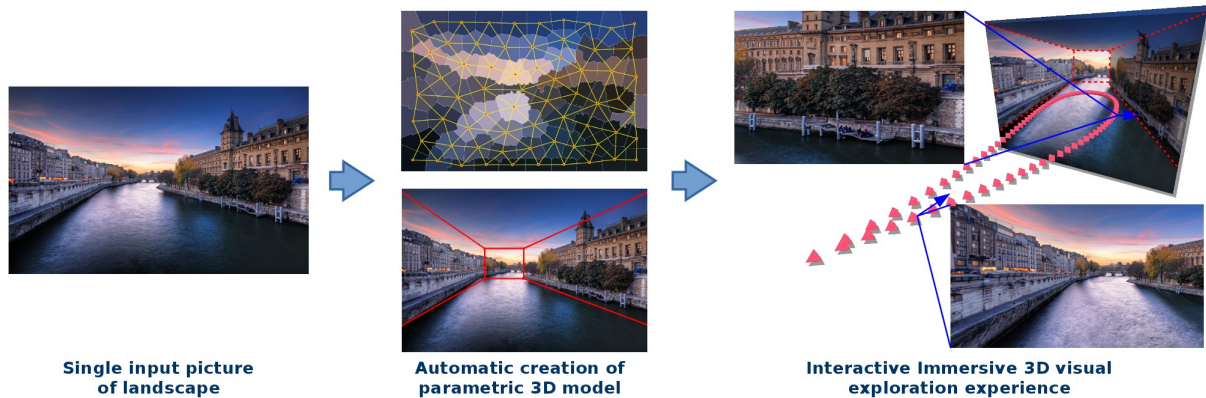 Single input picture
of landscape
Automatic creation of
parametric 3D model
Interactive Immersive 3D visual
exploration experience